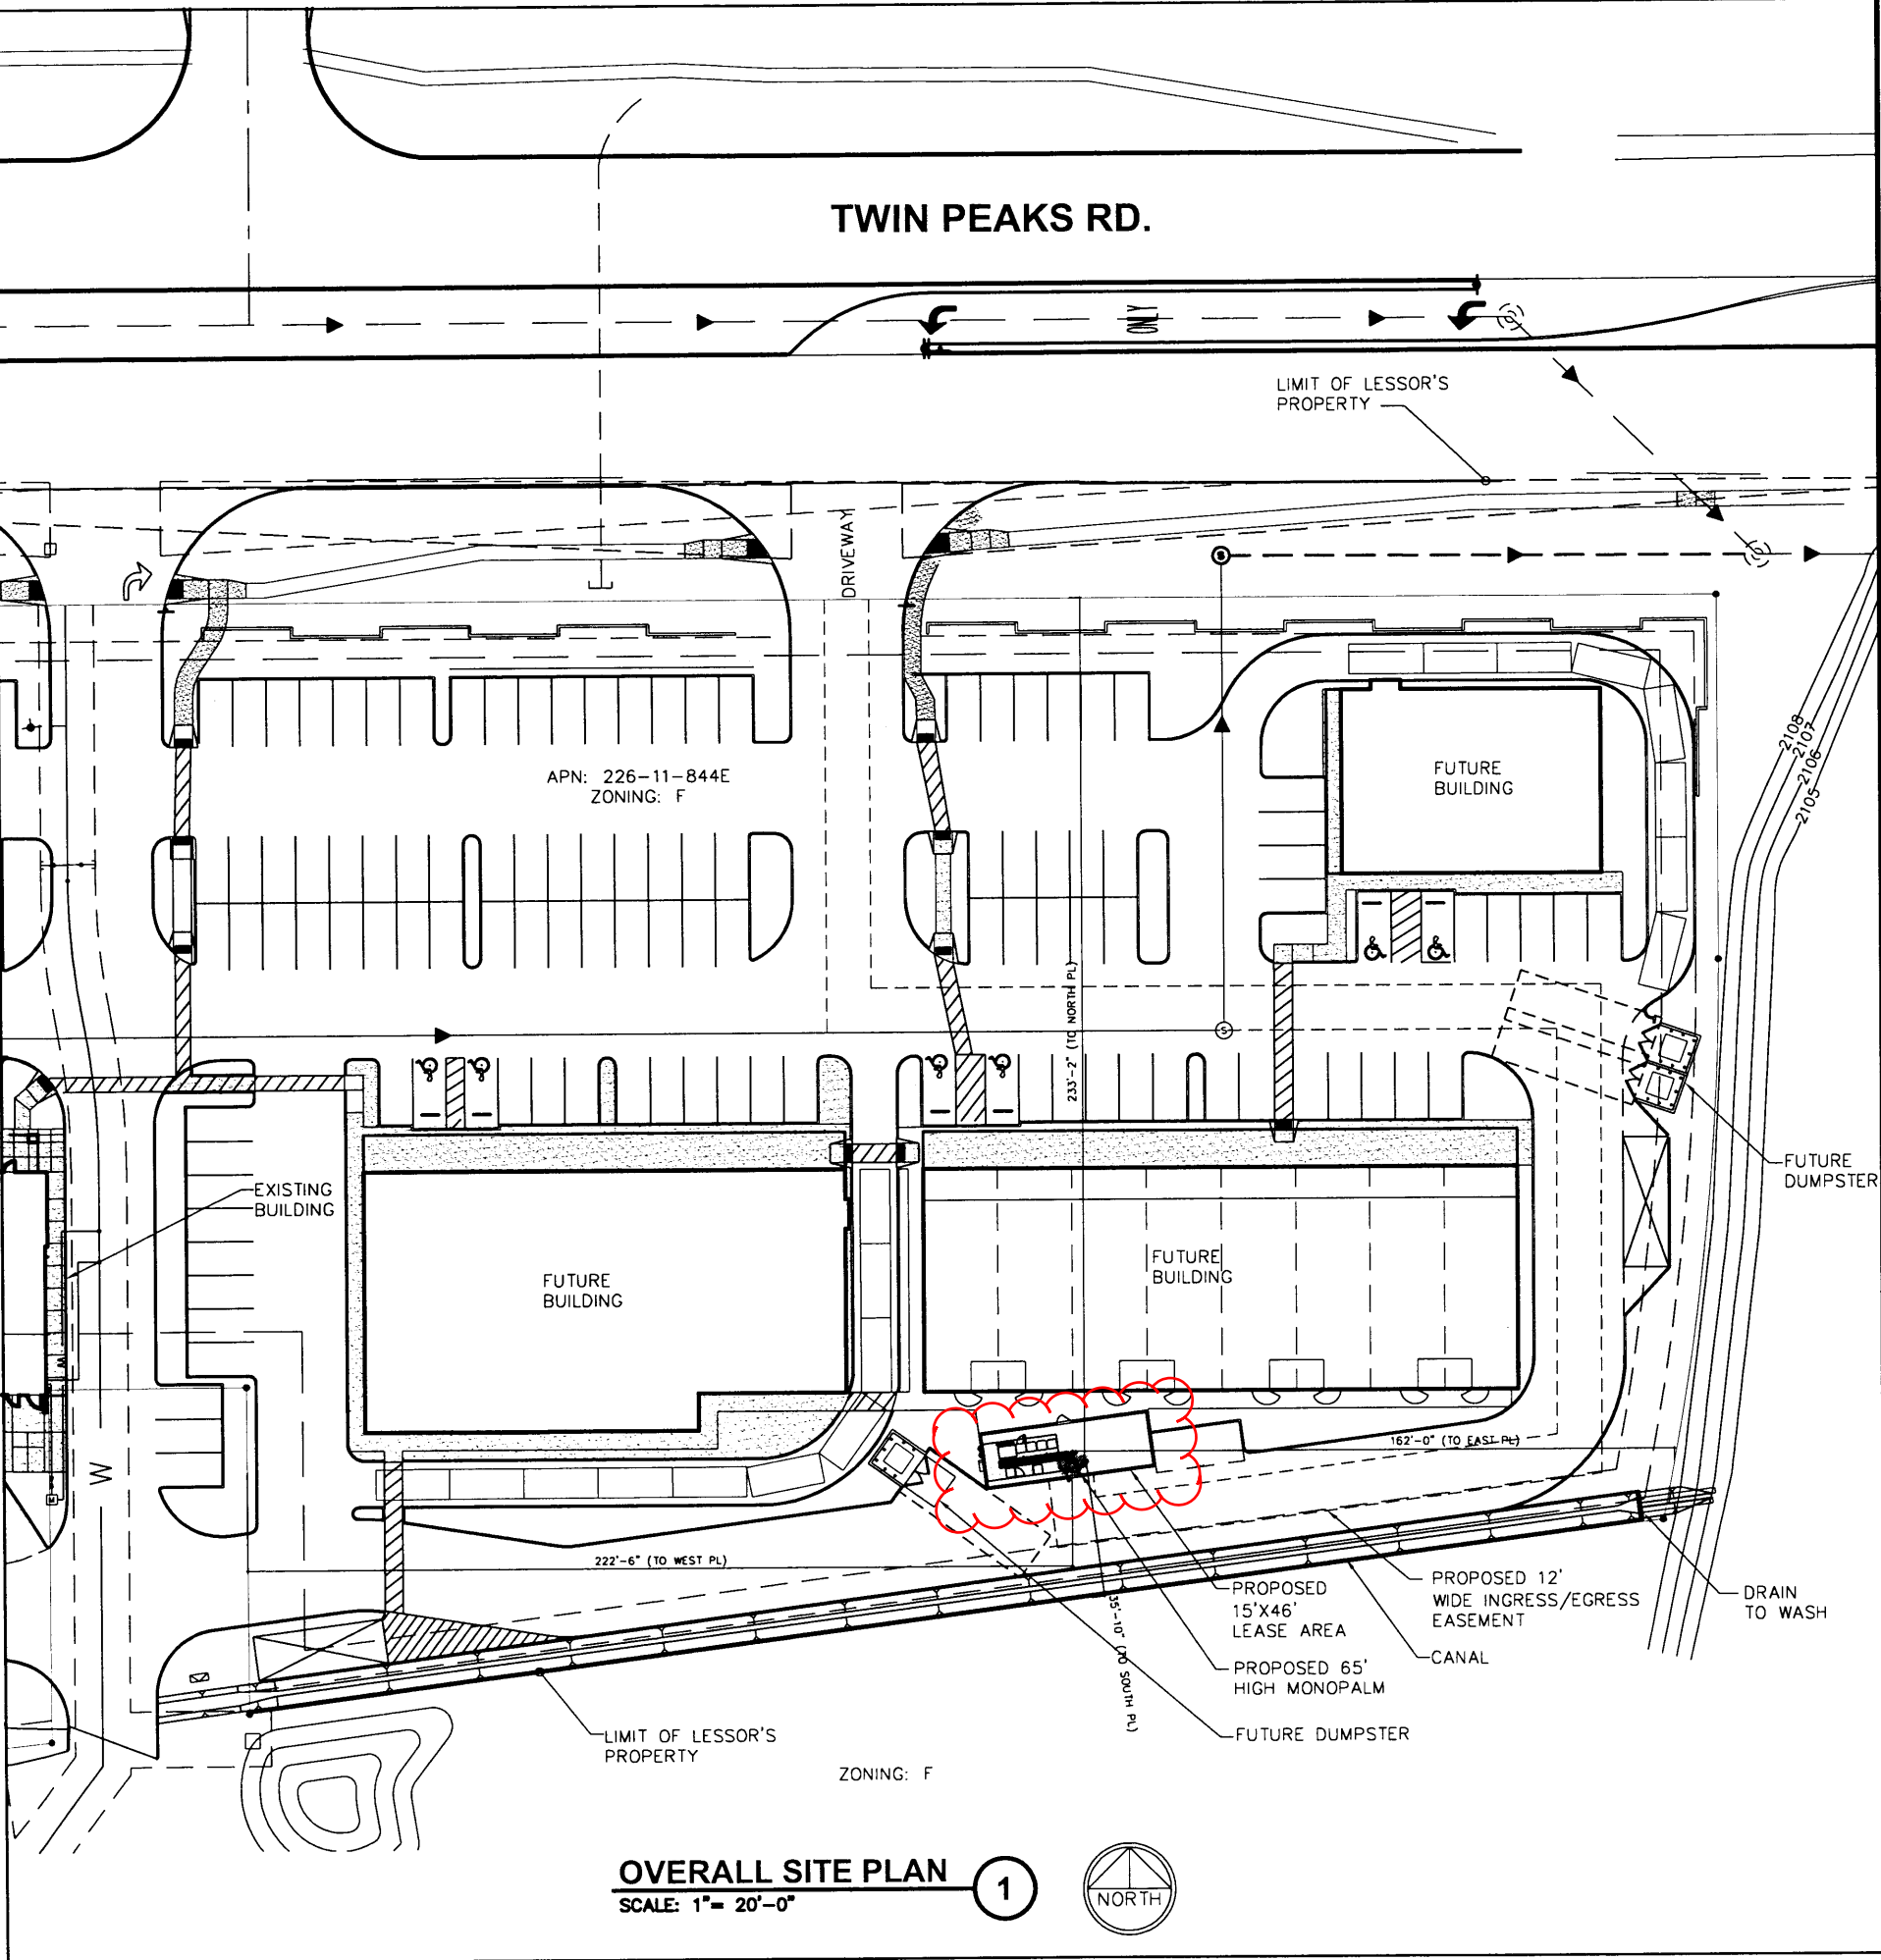 TWIN PEAKS RD.
ONLY
LIMIT OF LESSOR'S
PROPERTY
DRIVEWAY
2108
2107
2106
2105
APN: 226-11-844E
ZONING: F
FUTURE
BUILDING
233'-2" (TO NORTH PL)
S
S
FUTURE
DUMPSTER
EXISTING
BUILDING
FUTURE
BUILDING
FUTURE
BUILDING
W
W
162'-0" (TO EAST PL)
222'-6" (TO WEST PL)
35'-10" (TO SOUTH PL)
PROPOSED
15'X46'
LEASE AREA
PROPOSED 12'
WIDE INGRESS/EGRESS
EASEMENT
DRAIN
TO WASH
CANAL
PROPOSED 65'
HIGH MONOPALM
FUTURE DUMPSTER
LIMIT OF LESSOR'S
PROPERTY
ZONING: F
OVERALL SITE PLAN
1
SCALE: 1"= 20'-0"
NORTH